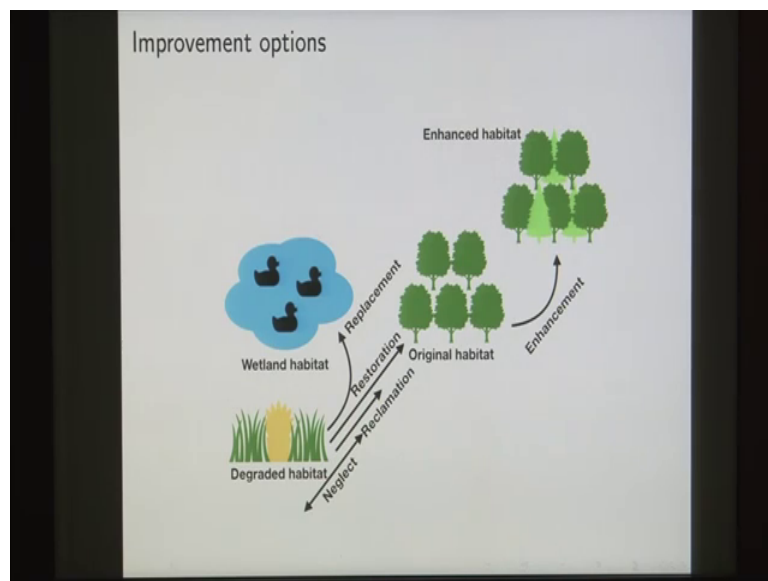 Improvement options
Enhanced habitat
Replacement
Wetland habitat
Restoration
Original habitat
Enhancement
Reclamation
Degraded habitat
Neglect